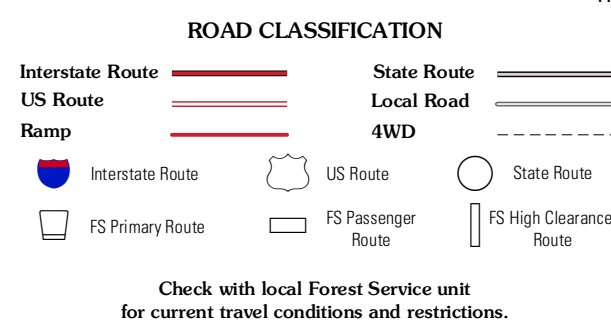 ROAD CLASSIFICATION
Interstate Route
State Route
US Route
Local Road
Ramp
4WD
Interstate Route
US Route
State Route
FS Primary Route
FS Passenger
Route
FS High Clearance
Route
Check with local Forest Service unit
for current travel conditions and restrictions.